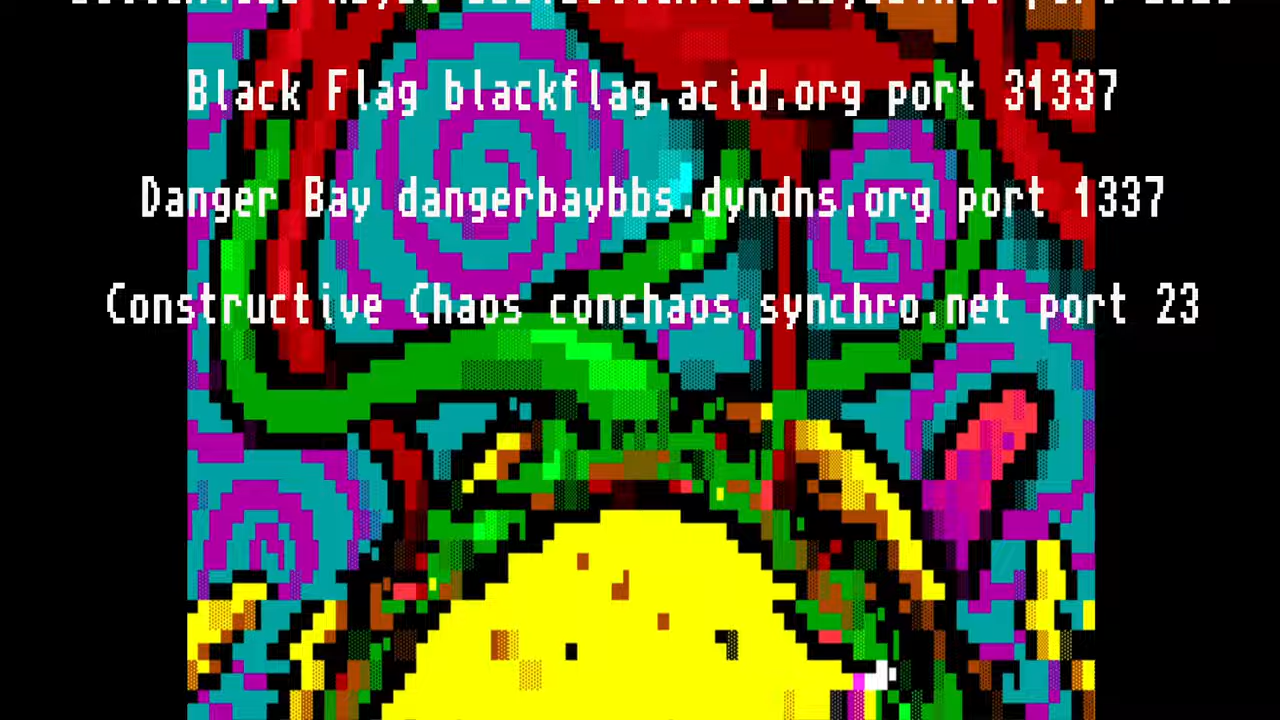 Black Flag blackflag.acid.org port 31337
Danger Bay dangerbaybbs.dyndns.org port 1337
Constructive Chaos conchaos.synchro.net port 23